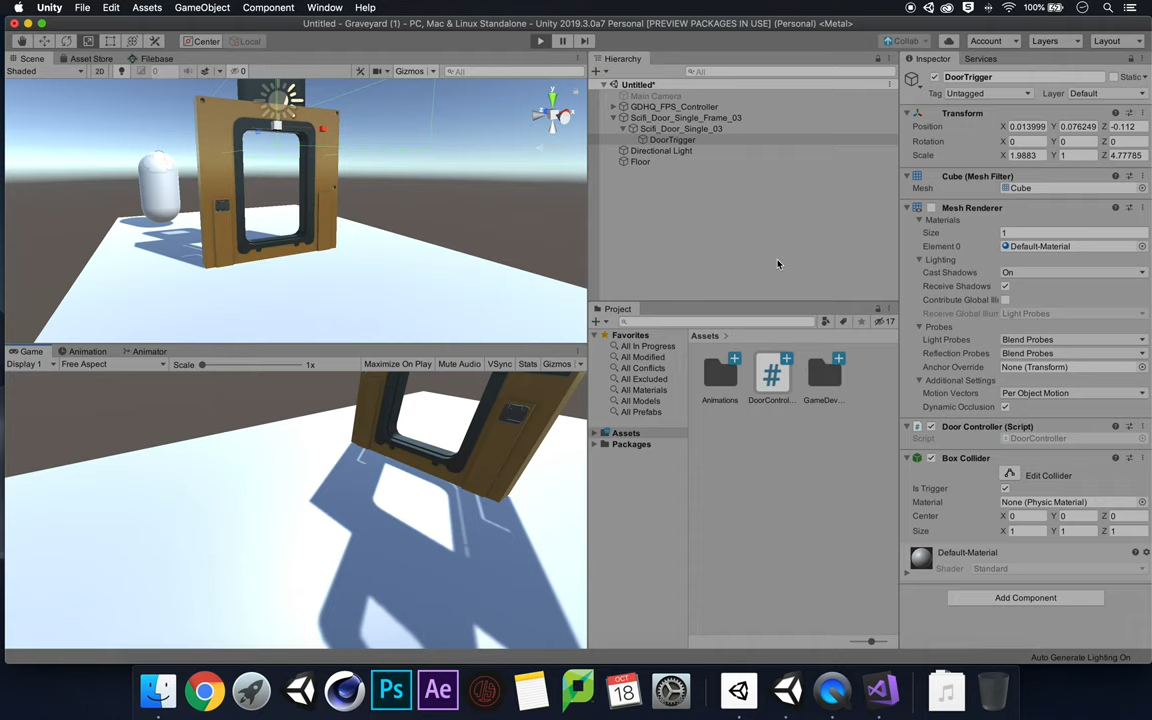 Unity File Edit Assets GameObject Component Window Help 100%
Untitled - Graveyard (1) - PC, Mac & Linux Standalone - Unity 2019.3.0a7 Personal [PREVIEW PACKAGES IN USE] (Personal) <Metal>
Center Local Collab Account Layers Layout
Scene Asset Store Filebase
Shaded 2D 0 Gizmos All
y
Hierarchy
All
Untitled*
Main Camera
GDHQ_FPS_Controller
Scifi_Door_Single_Frame_03
Scifi_Door_Single_03
DoorTrigger
Directional Light
Floor
Game Animation Animator
Display 1 Free Aspect Scale 1x Maximize On Play Mute Audio VSync Stats Gizmos
Project
17
Favorites
All In Progress
All Modified
All Conflicts
All Excluded
All Materials
All Models
All Prefabs
Assets
Packages
Assets
Animations DoorControl... GameDev...
Inspector Services
DoorTrigger Static
Tag Untagged Layer Default
Transform
Position X 0.013999 Y 0.076249 Z -0.112
Rotation X 0 Y 0 Z 0
Scale X 1.9883 Y 1 Z 4.77785
Cube (Mesh Filter)
Mesh Cube
Mesh Renderer
Materials
Size 1
Element 0 Default-Material
Lighting
Cast Shadows On
Receive Shadows
Contribute Global Illu
Receive Global Illum Light Probes
Probes
Light Probes Blend Probes
Reflection Probes Blend Probes
Anchor Override None (Transform)
Additional Settings
Motion Vectors Per Object Motion
Dynamic Occlusion
Door Controller (Script)
Script DoorController
Box Collider
Edit Collider
Is Trigger
Material None (Physic Material)
Center X 0 Y 0 Z 0
Size X 1 Y 1 Z 1
Default-Material
Shader Standard
Add Component
Auto Generate Lighting On
Ps Ae OCT 18